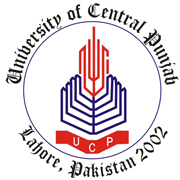 University of Central Punjab
UCP
Lahore, Pakistan 2002